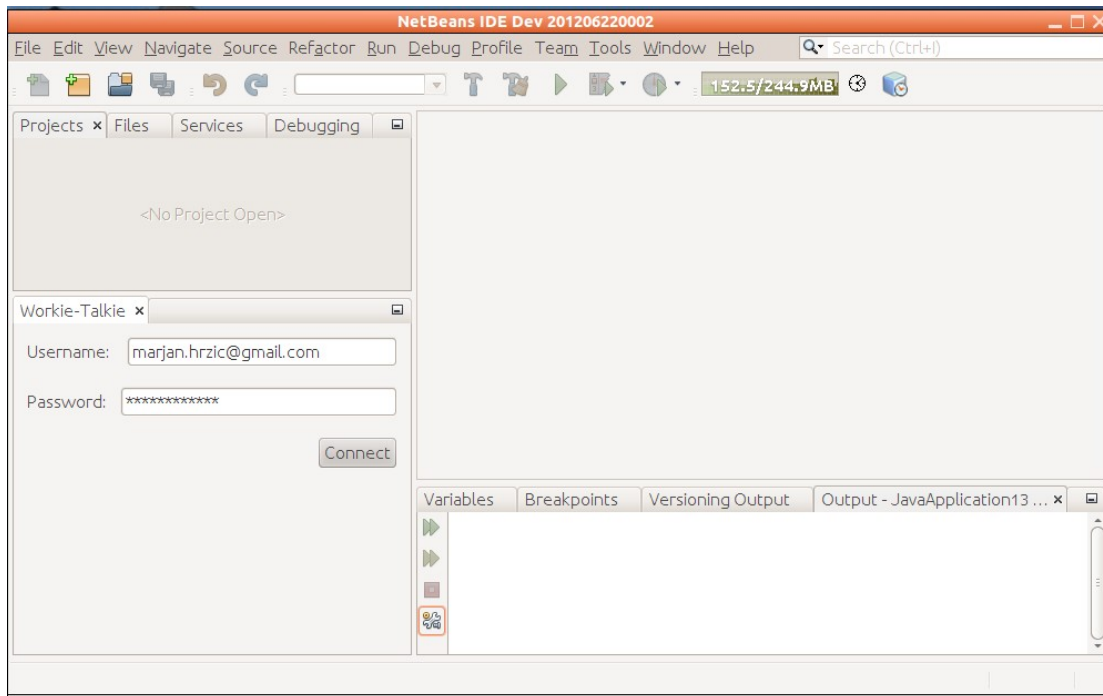 NetBeans IDE Dev 201206220002
File Edit View Navigate Source Refactor Run Debug Profile Team Tools Window Help Search (Ctrl+I)
152.5/244.9MB
Projects Files Services Debugging
<No Project Open>
Workie-Talkie
Username: marjan.hrzic@gmail.com
Password: ************
Connect
Variables Breakpoints Versioning Output Output - JavaApplication13 ...